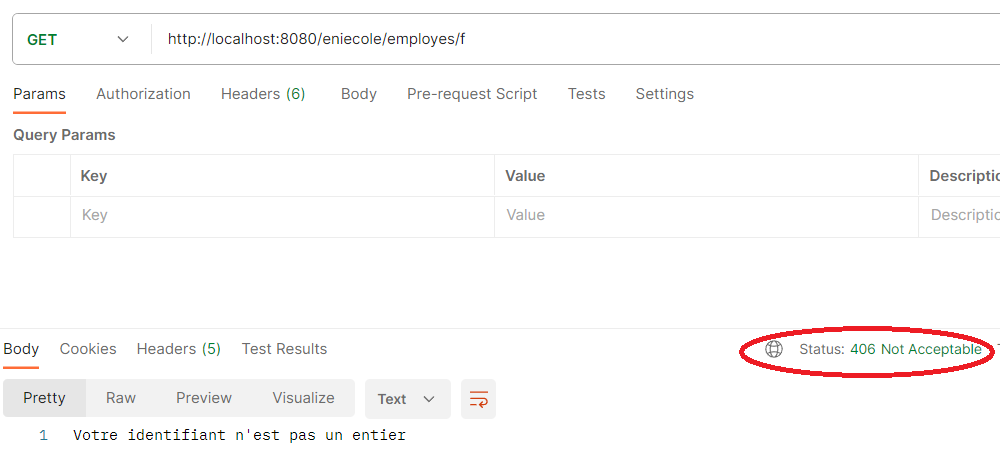 GET http://localhost:8080/eniecole/employes/f
Params Authorization Headers (6) Body Pre-request Script Tests Settings
Query Params
Key Value Descriptio
Key Value Descriptio
Body Cookies Headers (5) Test Results Status: 406 Not Acceptable
Pretty Raw Preview Visualize Text
1 Votre identifiant n'est pas un entier